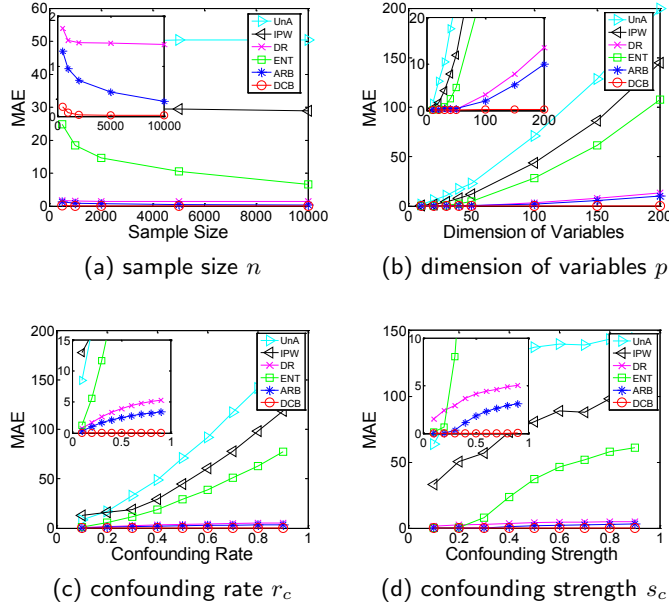 60
50
40
30
20
10
0
MAE
2
1
0
5000
10000
UnA
IPW
DR
ENT
ARB
DCB
0
2000
4000
6000
8000
10000
Sample Size
(a) sample size n
200
150
100
50
0
MAE
20
10
0
0
100
200
UnA
IPW
DR
ENT
ARB
DCB
50
100
150
200
Dimension of Variables
(b) dimension of variables p
200
150
100
50
0
MAE
15
10
5
0
0
0.5
1
UnA
IPW
DR
ENT
ARB
DCB
0
0.2
0.4
0.6
0.8
1
Confounding Rate
(c) confounding rate r_c
150
100
50
0
MAE
10
5
0
0
0.5
1
UnA
IPW
DR
ENT
ARB
DCB
0
0.2
0.4
0.6
0.8
1
Confounding Strength
(d) confounding strength s_c